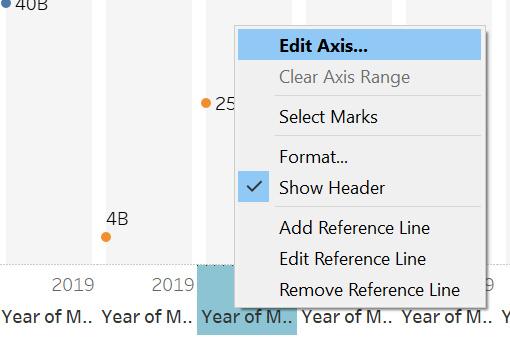 40B
Edit Axis...
Clear Axis Range
25
Select Marks
Format...
Show Header
4B
Add Reference Line
Edit Reference Line
2019 2019
Remove Reference Line
Year of M.. Year of M.. Year of M.. Year of M.. Year of M..